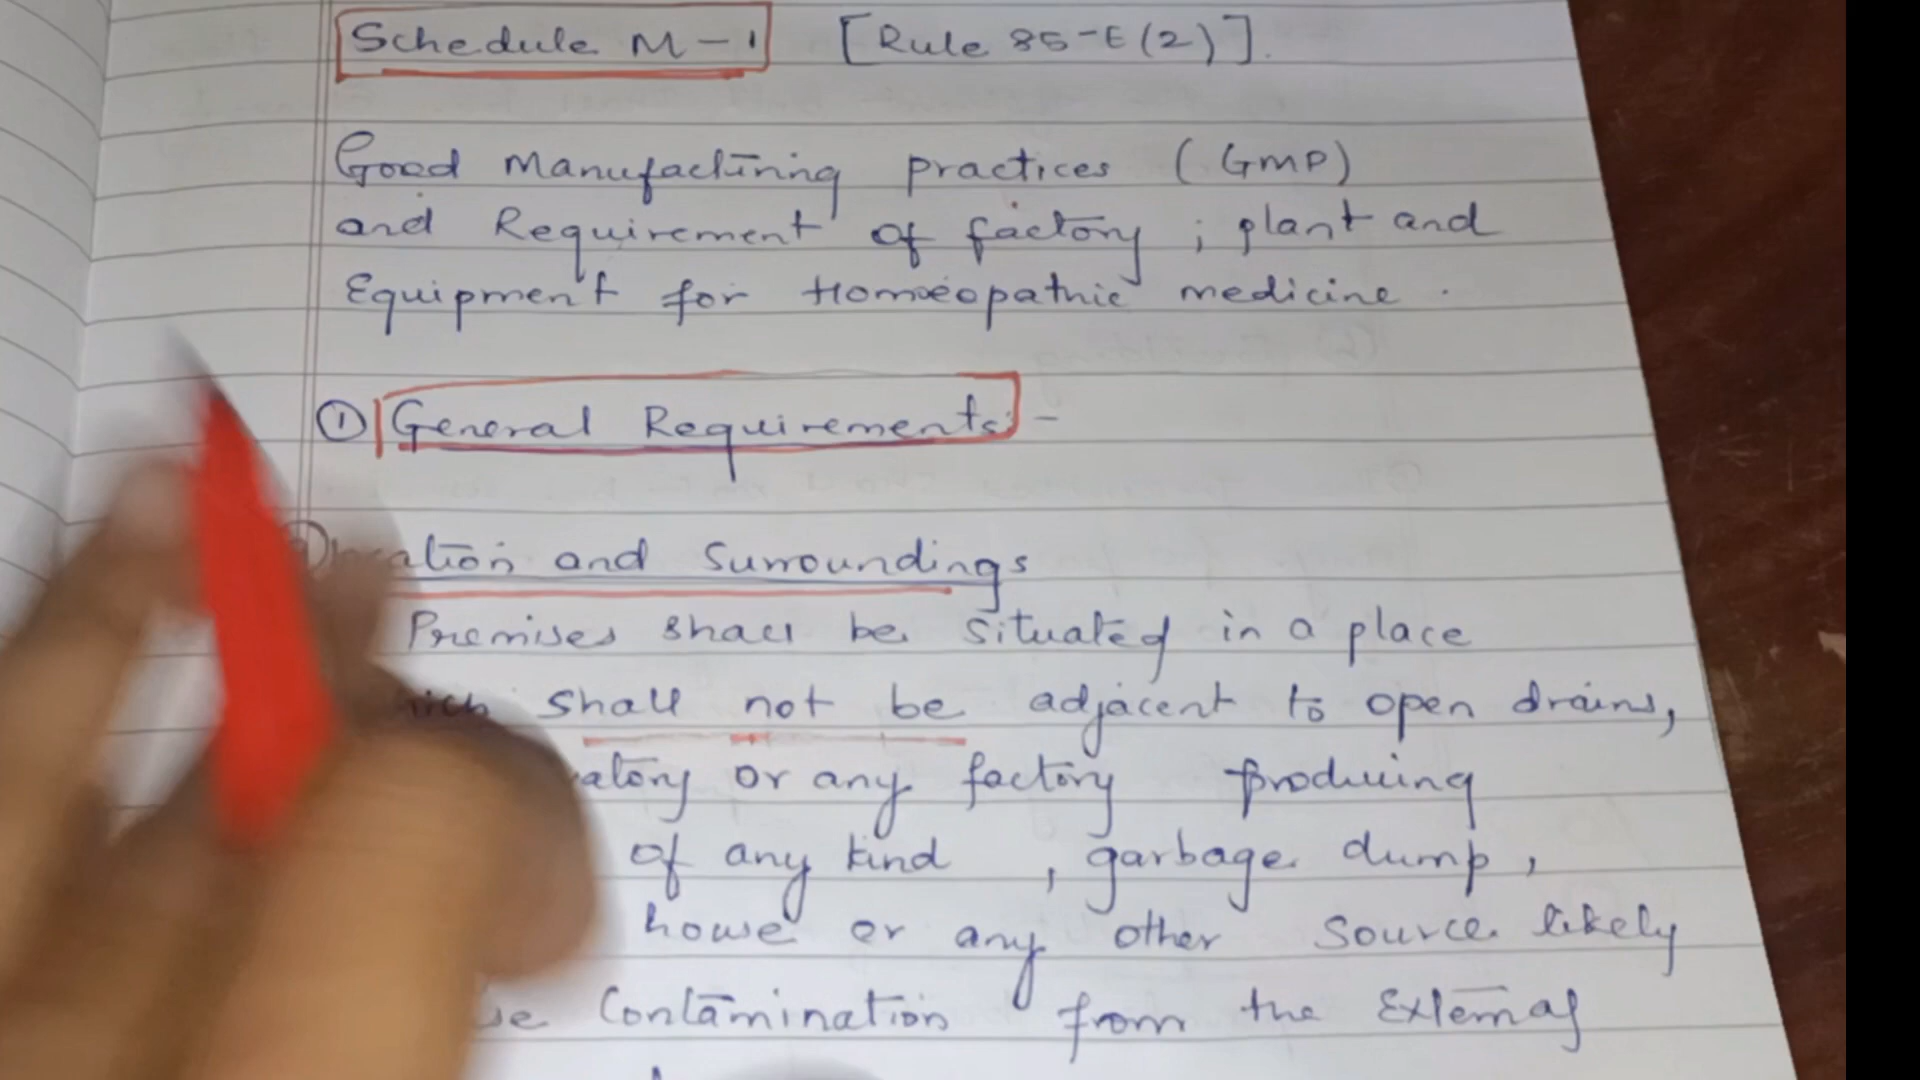 Schedule M-1 [Rule 85-E(2)].
Good Manufacturing practices (GMP)
and Requirement of factory, plant and
Equipment for Homoeopathic medicine.
① General Requirements:-
and Surroundings
Premises shall be situated in a place
shall not be adjacent to open drains,
or any factory producing
of any kind, garbage dump,
house or any other source likely
Contamination from the External